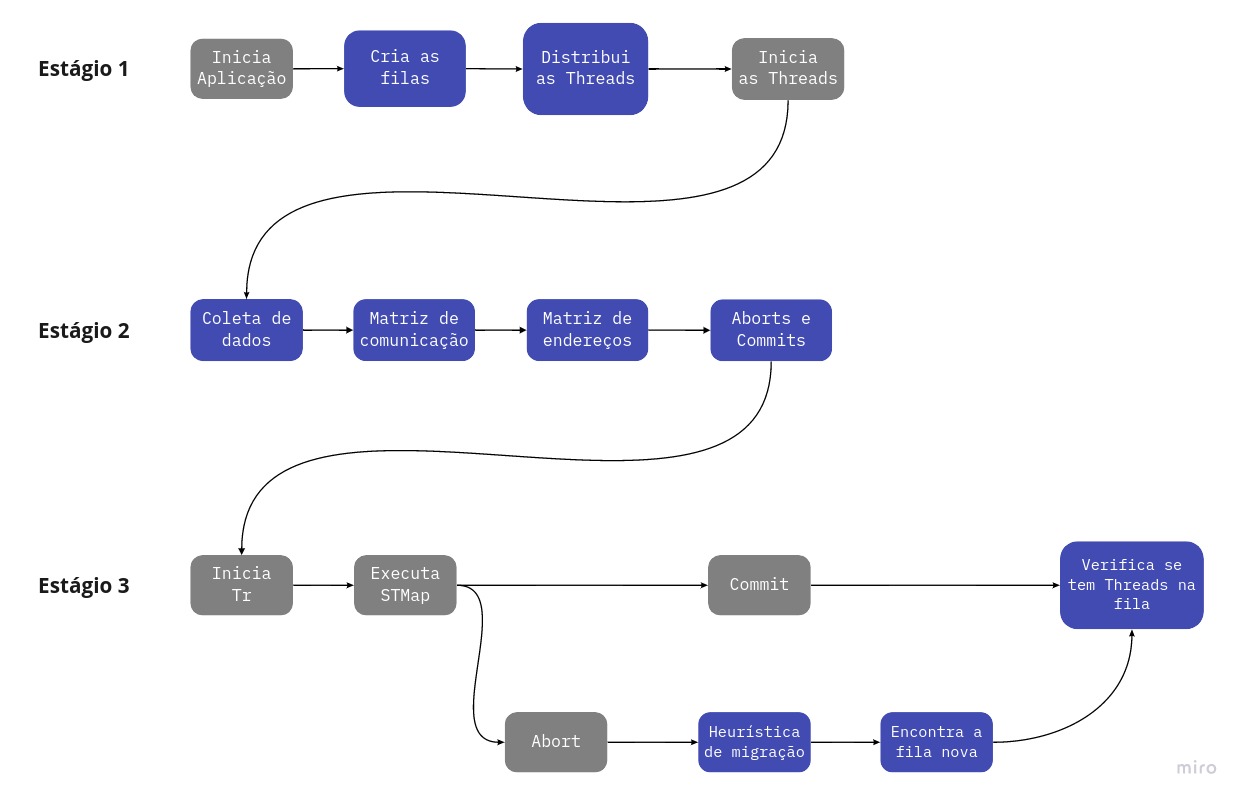 Estágio 1
Inicia
Aplicação
Cria as
filas
Distribui
as Threads
Inicia
as Threads
Estágio 2
Coleta de
dados
Matriz de
comunicação
Matriz de
endereços
Aborts e
Commits
Estágio 3
Inicia
Tr
Executa
STMap
Commit
Verifica se
tem Threads na
fila
Abort
Heurística
de migração
Encontra a
fila nova
miro